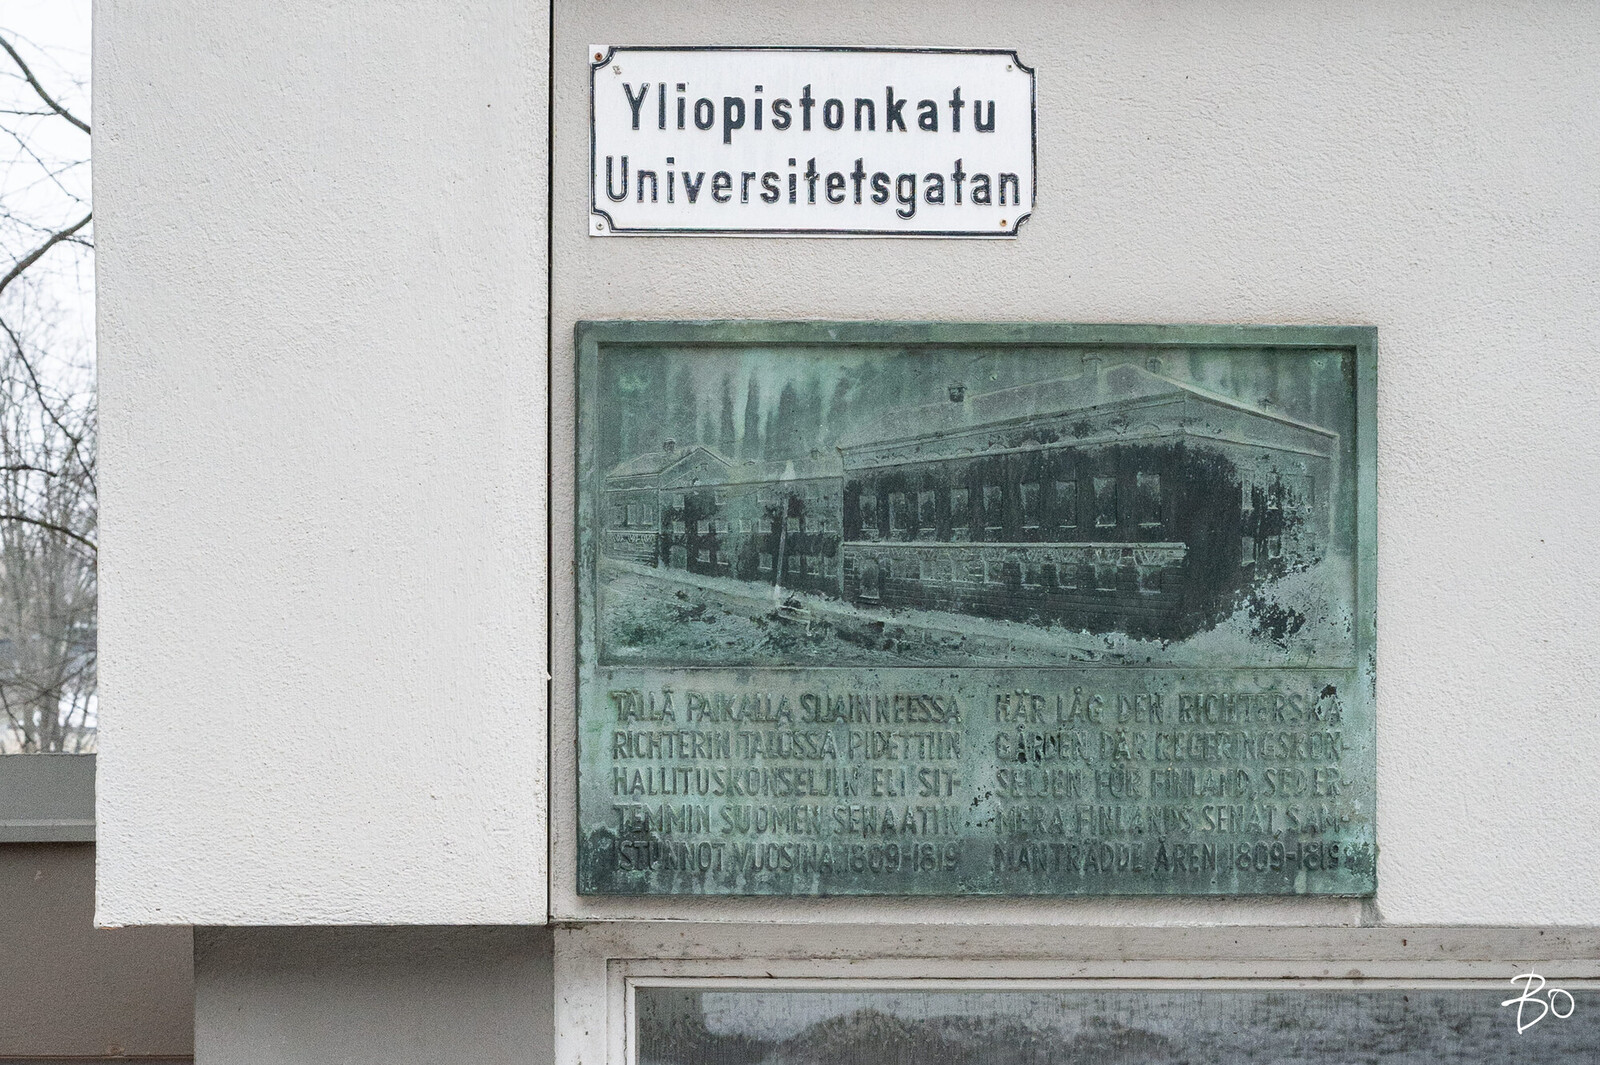 Yliopistonkatu
Universitetsgatan
TÄLLÄ PAIKALLA SIJAINNEESSA
RICHTERIN TALOSSA PIDETTIIN
HALLITUSKONSELJIN ELI SIT-
TEMMIN SUOMEN SENAATIN
ISTUNNOT VUOSINA 1809-1819
HÄR LÅG DEN RICHTERSKA
GÅRDEN, DÄR REGERINGSKON-
SELJEN FÖR FINLAND, SEDER-
MERA FINLANDS SENAT, SAM-
MANTRÄDDE ÅREN 1809-1819
BO